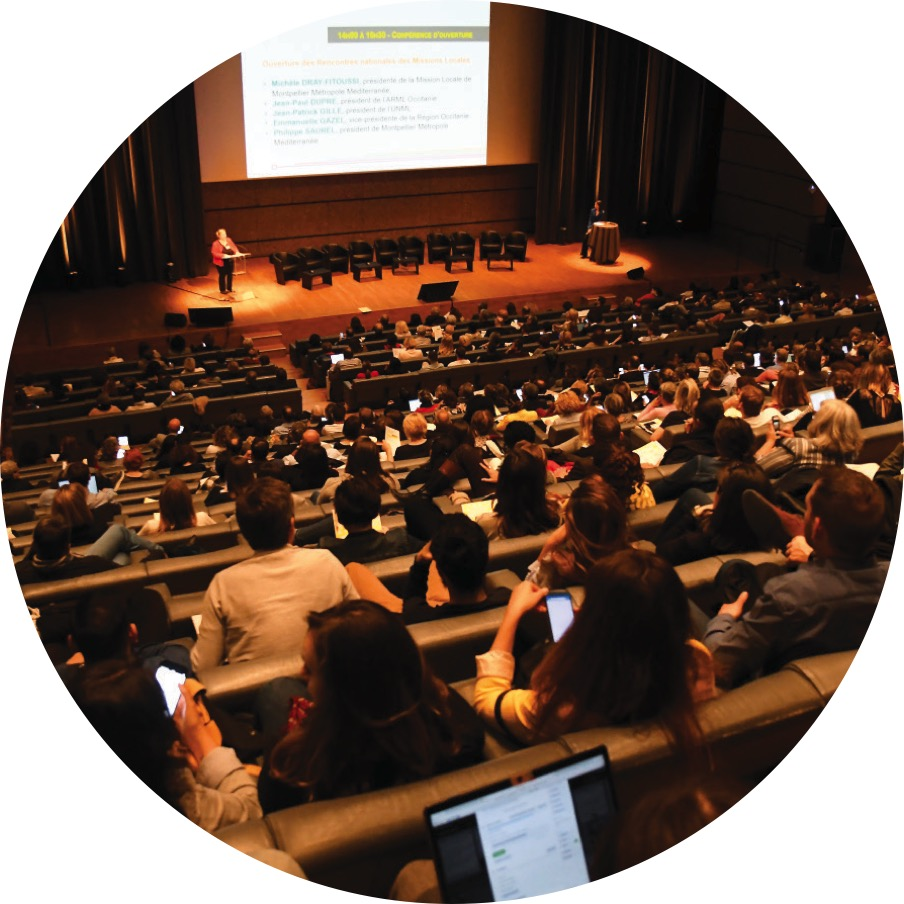 14H00 À 15H30 - CONFÉRENCE D'OUVERTURE
Ouverture des Rencontres nationales des Missions Locales
- Michèle DRAY-FITOUSSI, présidente de la Mission Locale de
Montpellier Métropole Méditerranée,
- Jean-Paul DUPRÉ, président de l'ARML Occitanie
- Jean-Patrick GILLE, président de l'UNML
- Emmanuelle GAZEL, vice-présidente de la Région Occitanie
- Philippe SAUREL, président de Montpellier Métropole
Méditerranée